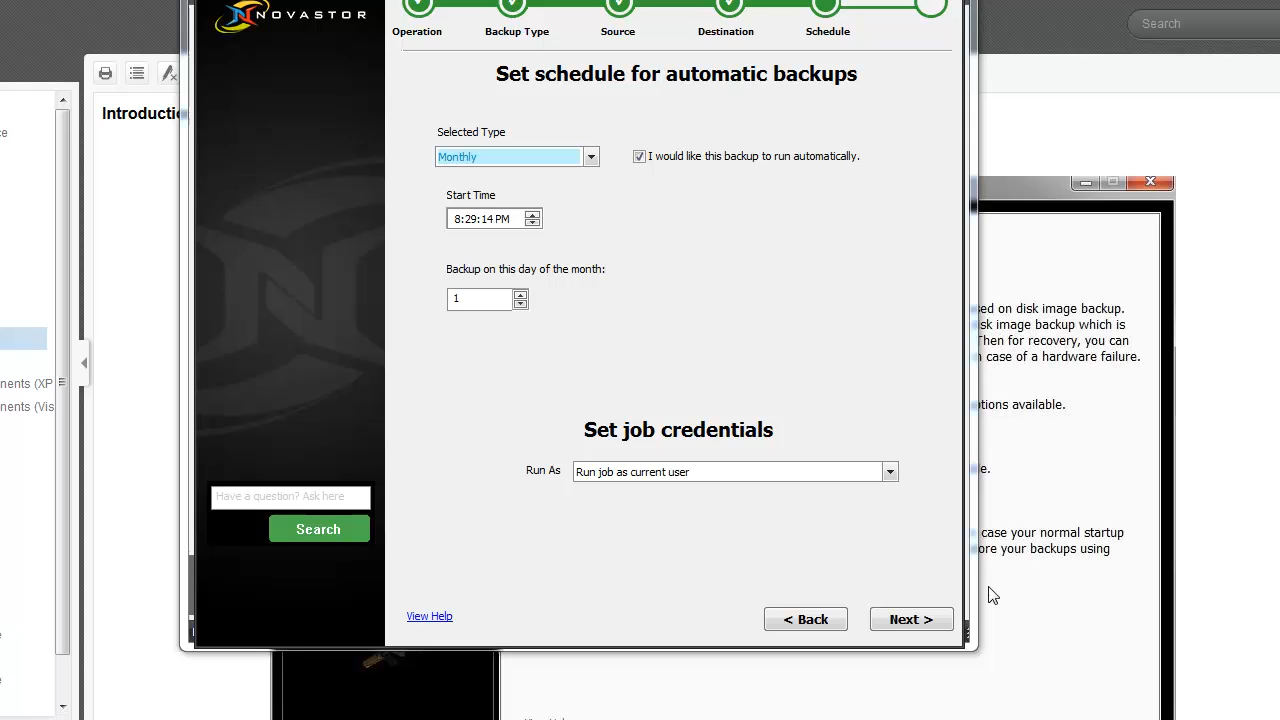 NOVASTOR
Operation
Backup Type
Source
Destination
Schedule
Search
Set schedule for automatic backups
Selected Type
Monthly
I would like this backup to run automatically.
Start Time
8:29:14 PM
Backup on this day of the month:
1
Set job credentials
Run As
Run job as current user
Have a question? Ask here
Search
View Help
< Back
Next >
Introductio
ce
nents (XP
nents (Vis
e
e
ed on disk image backup.
sk image backup which is
Then for recovery, you can
in case of a hardware failure.
ptions available.
e.
case your normal startup
ore your backups using